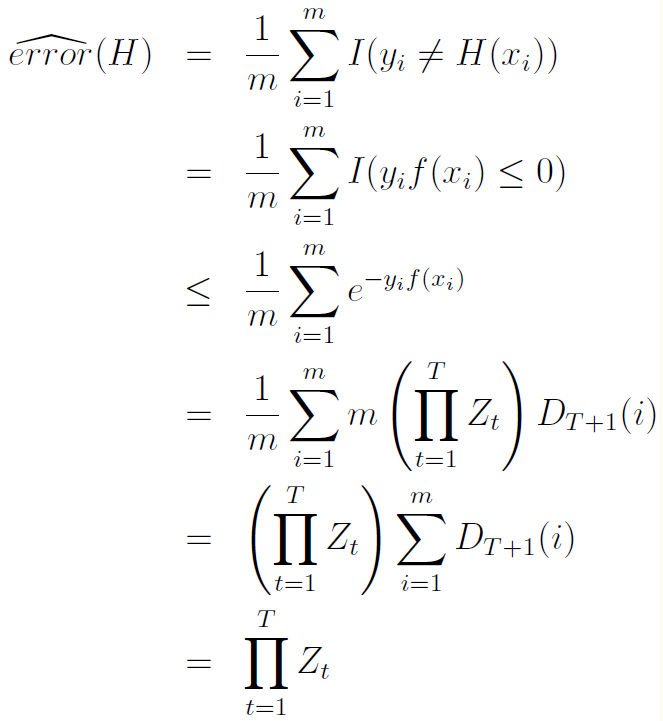 $\widehat{error}(H) = \frac{1}{m} \sum_{i=1}^{m} I(y_i \neq H(x_i))$
$= \frac{1}{m} \sum_{i=1}^{m} I(y_i f(x_i) \leq 0)$
$\leq \frac{1}{m} \sum_{i=1}^{m} e^{-y_i f(x_i)}$
$= \frac{1}{m} \sum_{i=1}^{m} m \left( \prod_{t=1}^{T} Z_t \right) D_{T+1}(i)$
$= \left( \prod_{t=1}^{T} Z_t \right) \sum_{i=1}^{m} D_{T+1}(i)$
$= \prod_{t=1}^{T} Z_t$